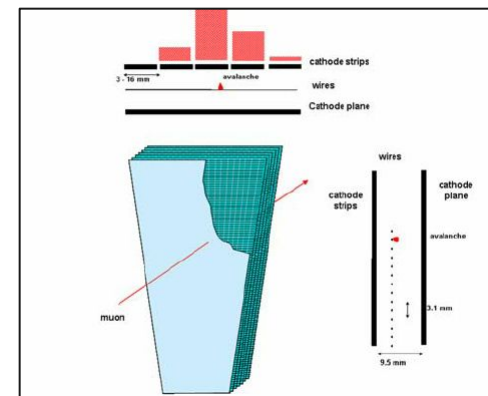 cathode strips
3 - 16 mm
avalanche
wires
Cathode plane
wires
cathode
strips
cathode
plane
avalanche
muon
3.1 mm
9.5 mm